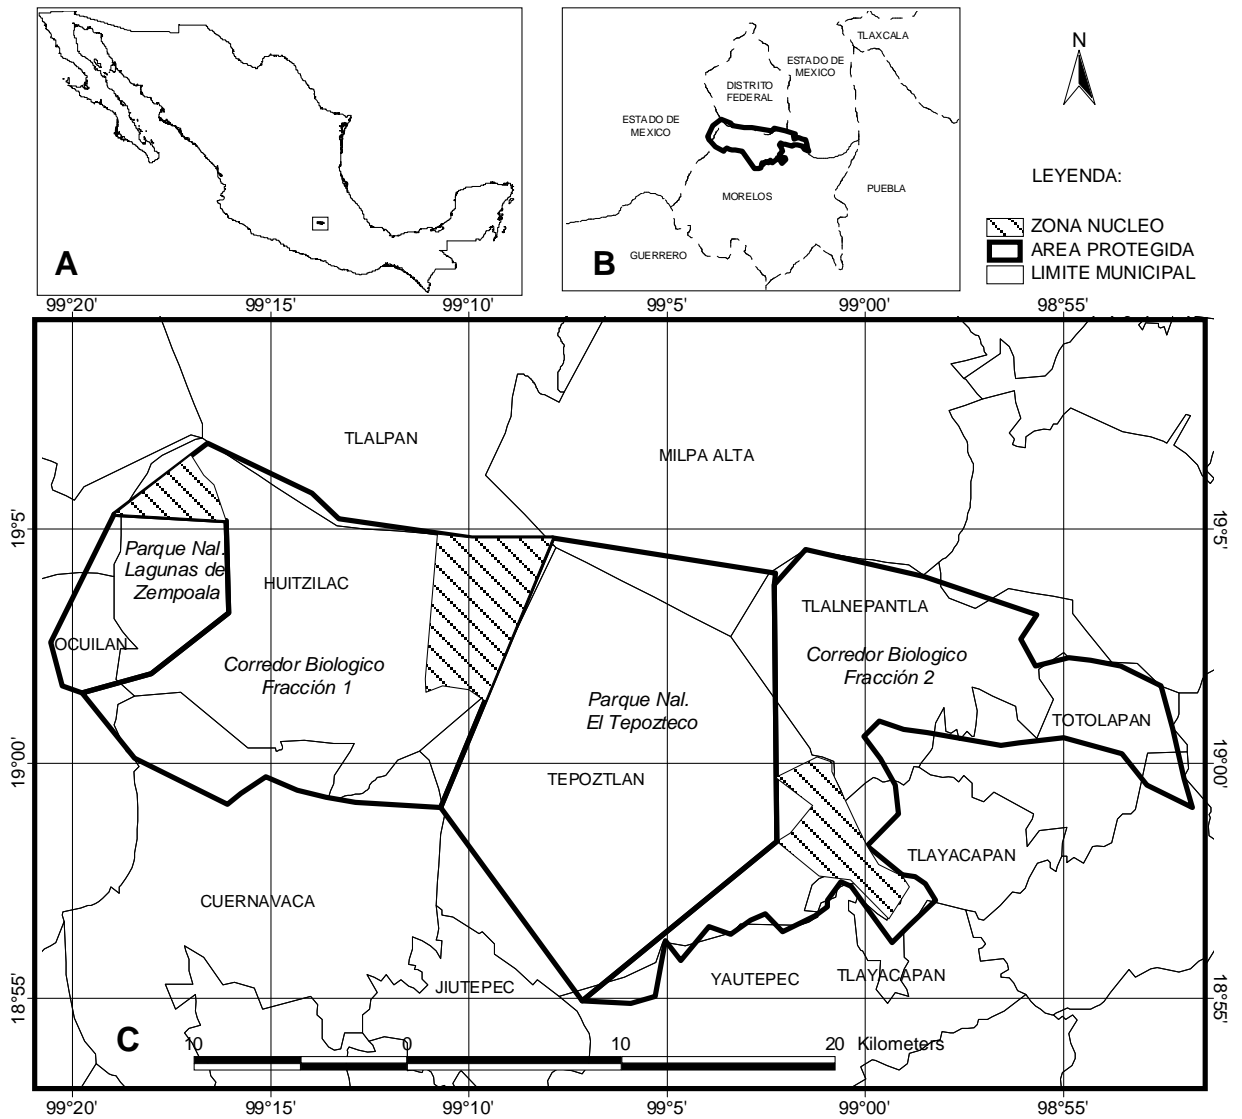 TLAXCALA
ESTADO DE
MEXICO
DISTRITO
FEDERAL
ESTADO DE
MEXICO
MORELOS
PUEBLA
GUERRERO
A
B
N
LEYENDA:
ZONA NUCLEO
AREA PROTEGIDA
LIMITE MUNICIPAL
99°20' 99°15' 99°10' 99°5' 99°00' 98°55'
TLALPAN
MILPA ALTA
19°5' 19°5'
Parque Nal.
Lagunas de
Zempoala
HUITZILAC
TLALNEPANTLA
OCUILAN
Corredor Biologico
Fracción 1
Corredor Biologico
Fracción 2
Parque Nal.
El Tepozteco
TOTOLAPAN
19°00' 19°00'
TEPOZTLAN
TLAYACAPAN
CUERNAVACA
JIUTEPEC
YAUTEPEC
TLAYACAPAN
18°55' 18°55'
C
10 0 10 20 Kilometers
99°20' 99°15' 99°10' 99°5' 99°00' 98°55'